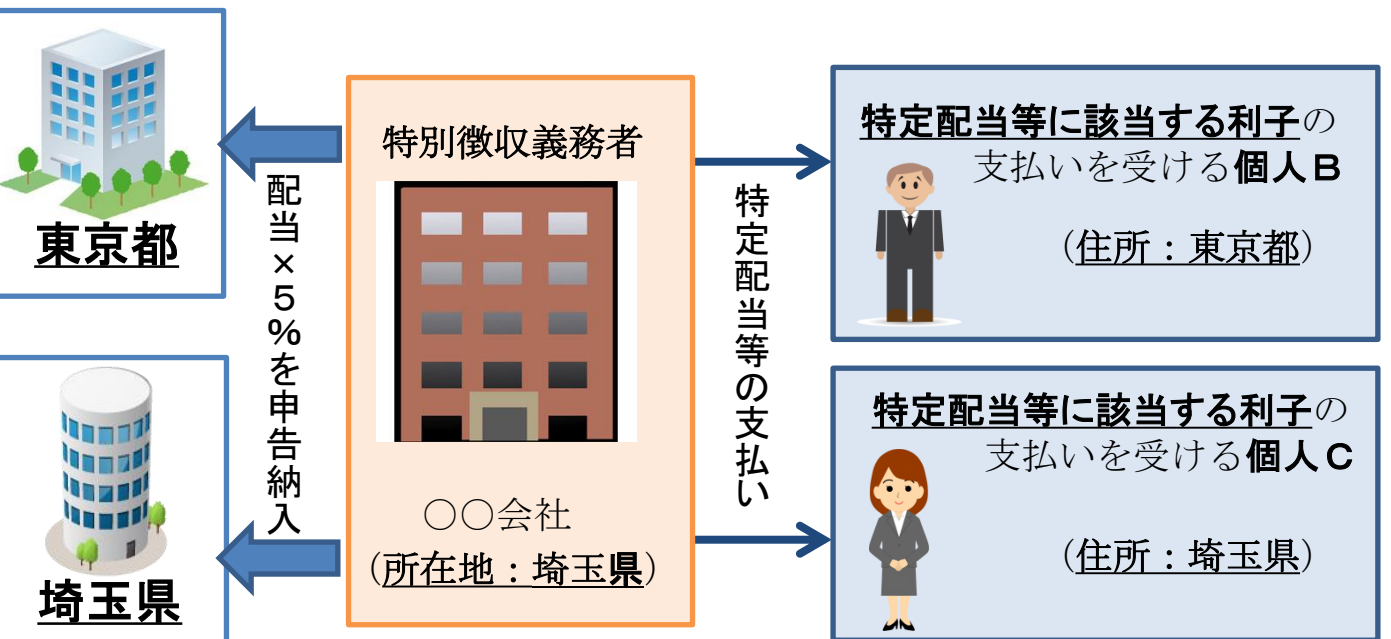 東京都
埼玉県
配当×5%を申告納入
特別徴収義務者
〇〇会社
（所在地：埼玉県）
特定配当等の支払い
特定配当等に該当する利子の
支払いを受ける個人B
（住所：東京都）
特定配当等に該当する利子の
支払いを受ける個人C
（住所：埼玉県）